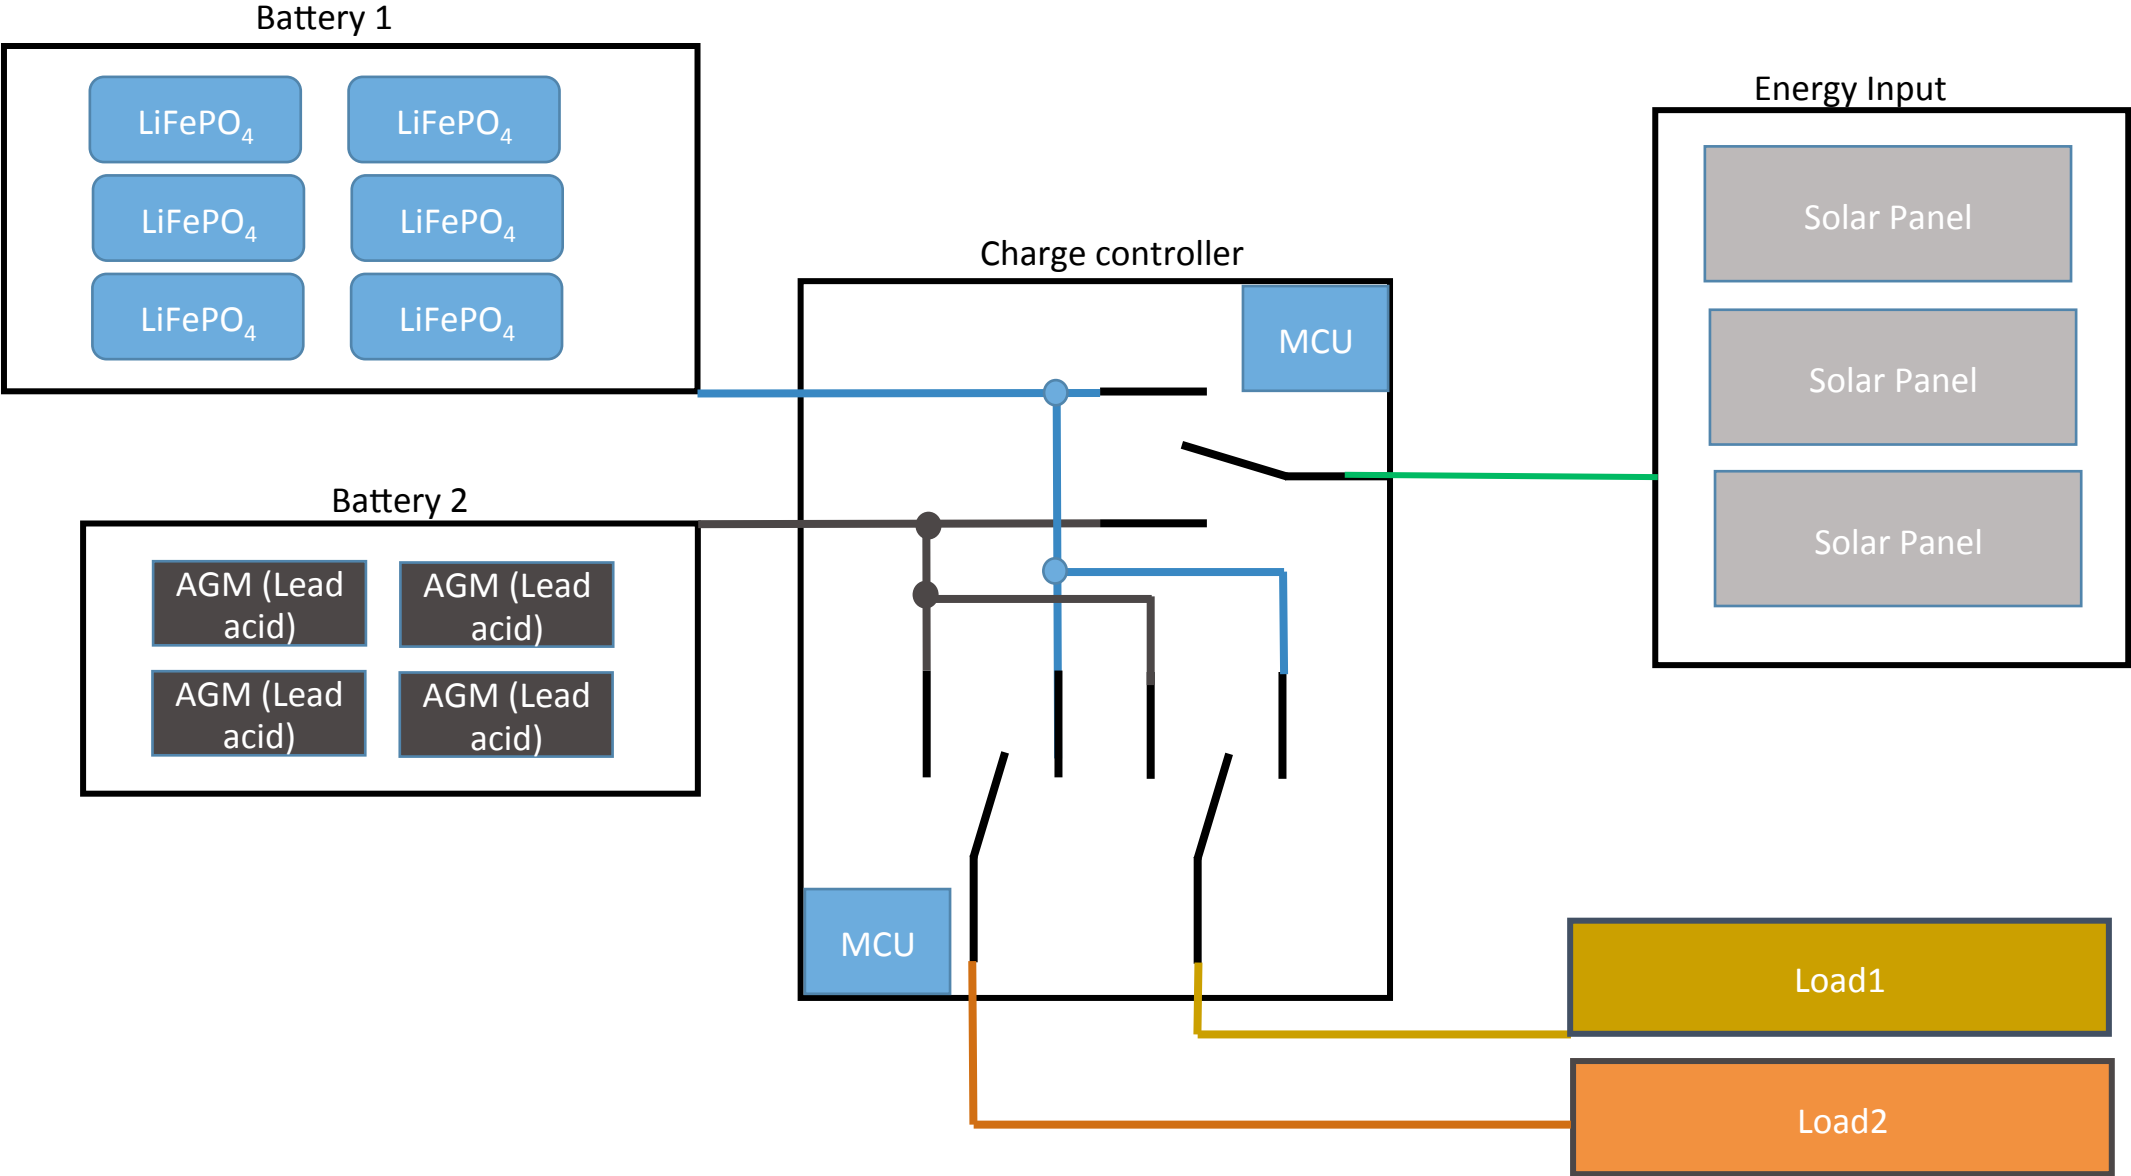 Battery 1
LiFePO4
LiFePO4
LiFePO4
LiFePO4
LiFePO4
LiFePO4
Battery 2
AGM (Lead
acid)
AGM (Lead
acid)
AGM (Lead
acid)
AGM (Lead
acid)
Charge controller
MCU
MCU
Energy Input
Solar Panel
Solar Panel
Solar Panel
Load1
Load2